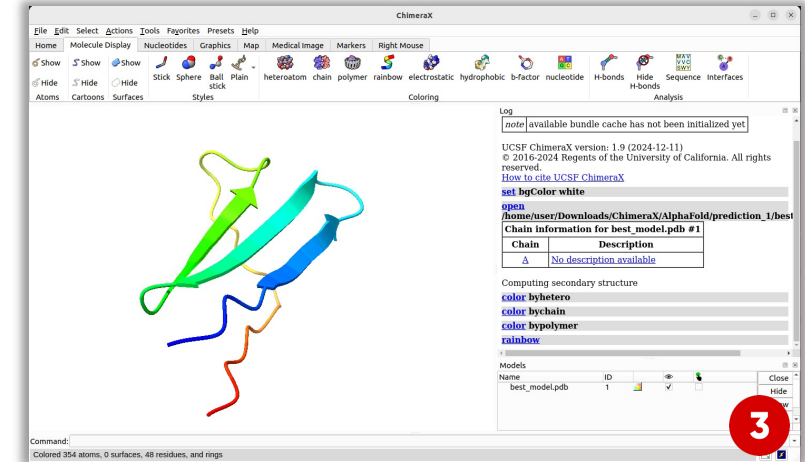 ChimeraX
File Edit Select Actions Tools Favorites Presets Help
Home Molecule Display Nucleotides Graphics Map Medical Image Markers Right Mouse
Show Show Show
Hide Hide Hide
Atoms Cartoons Surfaces
Stick Sphere Ball stick Plain
Styles
heteroatom chain polymer rainbow electrostatic hydrophobic b-factor nucleotide
Coloring
H-bonds Hide H-bonds Sequence Interfaces
Analysis
Log
note available bundle cache has not been initialized yet
UCSF ChimeraX version: 1.9 (2024-12-11)
© 2016-2024 Regents of the University of California. All rights
reserved.
How to cite UCSF ChimeraX
set bgColor white
open
/home/user/Downloads/ChimeraX/AlphaFold/prediction_1/best
Chain information for best_model.pdb #1
Chain Description
A No description available
Computing secondary structure
color byhetero
color bychain
color bypolymer
rainbow
Models
Name ID
best_model.pdb 1
Close
Hide
3
Command:
Colored 354 atoms, 0 surfaces, 48 residues, and rings